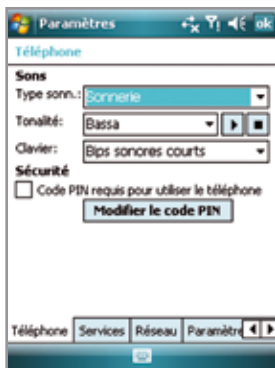 Paramètres ok
Téléphone
Sons
Type sonn.: Sonnerie
Tonalité: Bassa
Clavier: Bips sonores courts
Sécurité
Code PIN requis pour utiliser le téléphone
Modifier le code PIN
Téléphone Services Réseau Paramètre